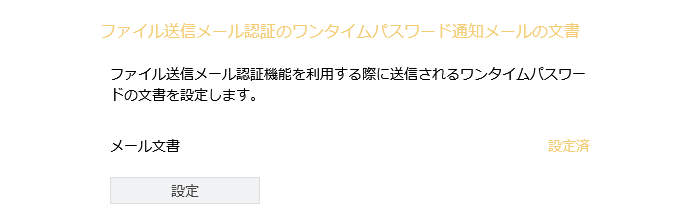 ファイル送信メール認証のワンタイムパスワード通知メールの文書
ファイル送信メール認証機能を利用する際に送信されるワンタイムパスワー
ドの文書を設定します。
メール文書 設定済
設定